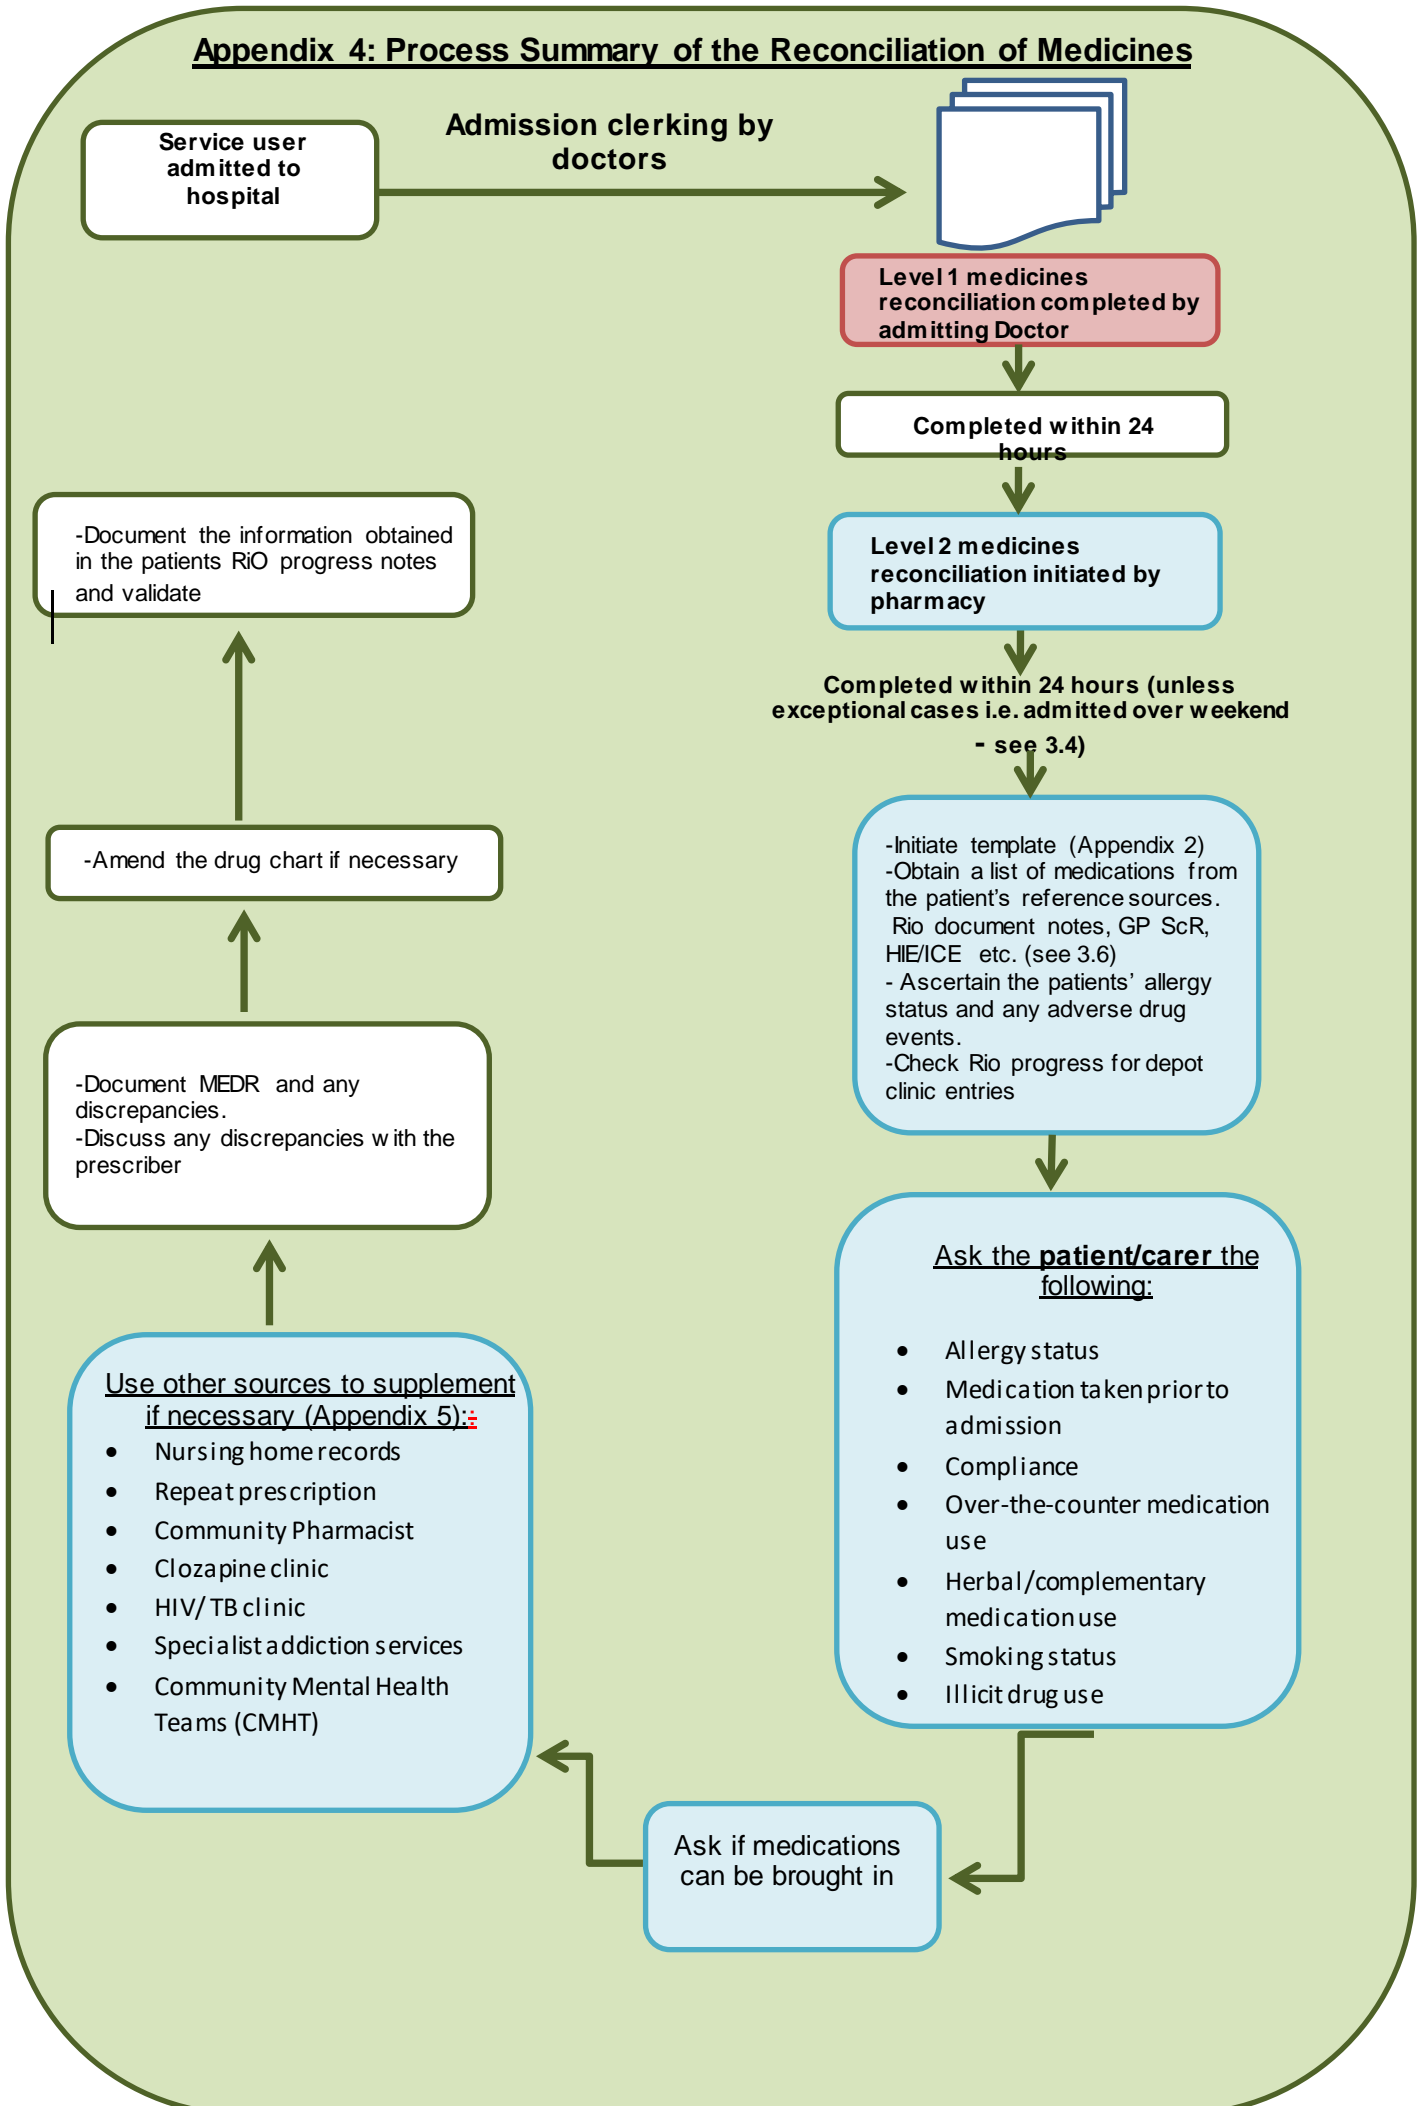 Appendix 4: Process Summary of the Reconciliation of Medicines
Service user
admitted to
hospital
Admission clerking by
doctors
Level 1 medicines
reconciliation completed by
admitting Doctor
Completed within 24
hours
Level 2 medicines
reconciliation initiated by
pharmacy
Completed within 24 hours (unless
exceptional cases i.e. admitted over weekend
- see 3.4)
-Initiate template (Appendix 2)
-Obtain a list of medications from
the patient’s reference sources.
Rio document notes, GP ScR,
HIE/ICE etc. (see 3.6)
- Ascertain the patients’ allergy
status and any adverse drug
events.
-Check Rio progress for depot
clinic entries
Ask the patient/carer the
following:
• Allergy status
• Medication taken prior to
admission
• Compliance
• Over-the-counter medication
use
• Herbal/complementary
medication use
• Smoking status
• Illicit drug use
Ask if medications
can be brought in
Use other sources to supplement
if necessary (Appendix 5)::
• Nursing home records
• Repeat prescription
• Community Pharmacist
• Clozapine clinic
• HIV/ TB clinic
• Specialist addiction services
• Community Mental Health
Teams (CMHT)
-Document MEDR and any
discrepancies.
-Discuss any discrepancies with the
prescriber
-Amend the drug chart if necessary
-Document the information obtained
in the patients RiO progress notes
and validate